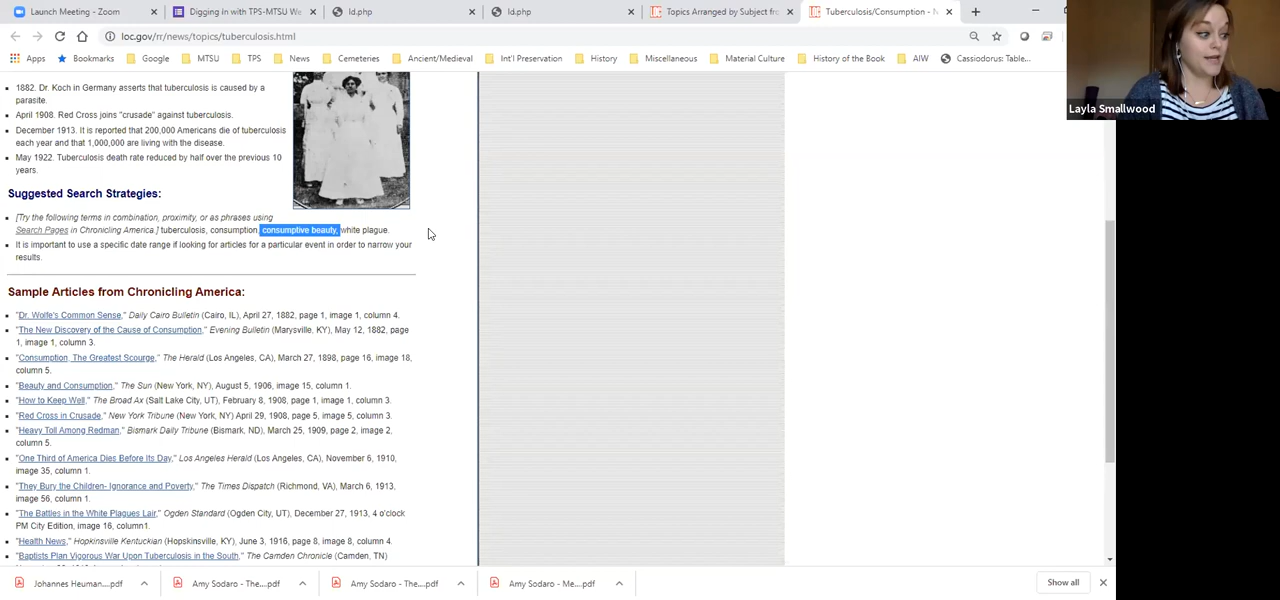 Launch Meeting - Zoom
Digging In with TPS-MTSU We
ld.php
ld.php
Topics Arranged by Subject from
Tuberculosis/Consumption - N
loc.gov/rr/news/topics/tuberculosis.html
Apps
Bookmarks
Google
MTSU
TPS
News
Cemeteries
Ancient/Medieval
Int'l Preservation
History
Miscellaneous
Material Culture
History of the Book
AIW
Cassiodorus: Table...
Layla Smallwood
1882. Dr. Koch in Germany asserts that tuberculosis is caused by a
parasite.
April 1908. Red Cross joins "crusade" against tuberculosis.
December 1913. It is reported that 200,000 Americans die of tuberculosis
each year and that 1,000,000 are living with the disease.
May 1922. Tuberculosis death rate reduced by half over the previous 10
years.
Suggested Search Strategies:
[Try the following terms in combination, proximity, or as phrases using
Search Pages in Chronicling America.] tuberculosis, consumption, consumptive beauty, white plague.
It is important to use a specific date range if looking for articles for a particular event in order to narrow your
results.
Sample Articles from Chronicling America:
"Dr. Wolfe's Common Sense," Daily Cairo Bulletin (Cairo, IL), April 27, 1882, page 1, image 1, column 4.
"The New Discovery of the Cause of Consumption," Evening Bulletin (Marysville, KY), May 12, 1882, page
1, image 1, column 3.
"Consumption, The Greatest Scourge," The Herald (Los Angeles, CA), March 27, 1898, page 16, image 18,
column 5.
"Beauty and Consumption," The Sun (New York, NY), August 5, 1906, image 15, column 1.
"How to Keep Well," The Broad Ax (Salt Lake City, UT), February 8, 1908, page 1, image 1, column 3.
"Red Cross in Crusade," New York Tribune (New York, NY) April 29, 1908, page 5, image 5, column 3.
"Heavy Toll Among Redman," Bismark Daily Tribune (Bismark, ND), March 25, 1909, page 2, image 2,
column 5.
"One Third of America Dies Before Its Day," Los Angeles Herald (Los Angeles, CA), November 6, 1910,
image 35, column 1.
"They Bury the Children- Ignorance and Poverty," The Times Dispatch (Richmond, VA), March 6, 1913,
image 56, column 1.
"The Battles in the White Plagues Lair," Ogden Standard (Ogden City, UT), December 27, 1913, 4 o'clock
PM City Edition, image 16, column1.
"Health News," Hopkinsville Kentuckian (Hopkinsville, KY), June 3, 1916, page 8, image 8, column 4.
"Baptists Plan Vigorous War Upon Tuberculosis in the South," The Camden Chronicle (Camden, TN)
Johannes Heuman....pdf
Amy Sodaro - The....pdf
Amy Sodaro - The....pdf
Amy Sodaro - Me....pdf
Show all